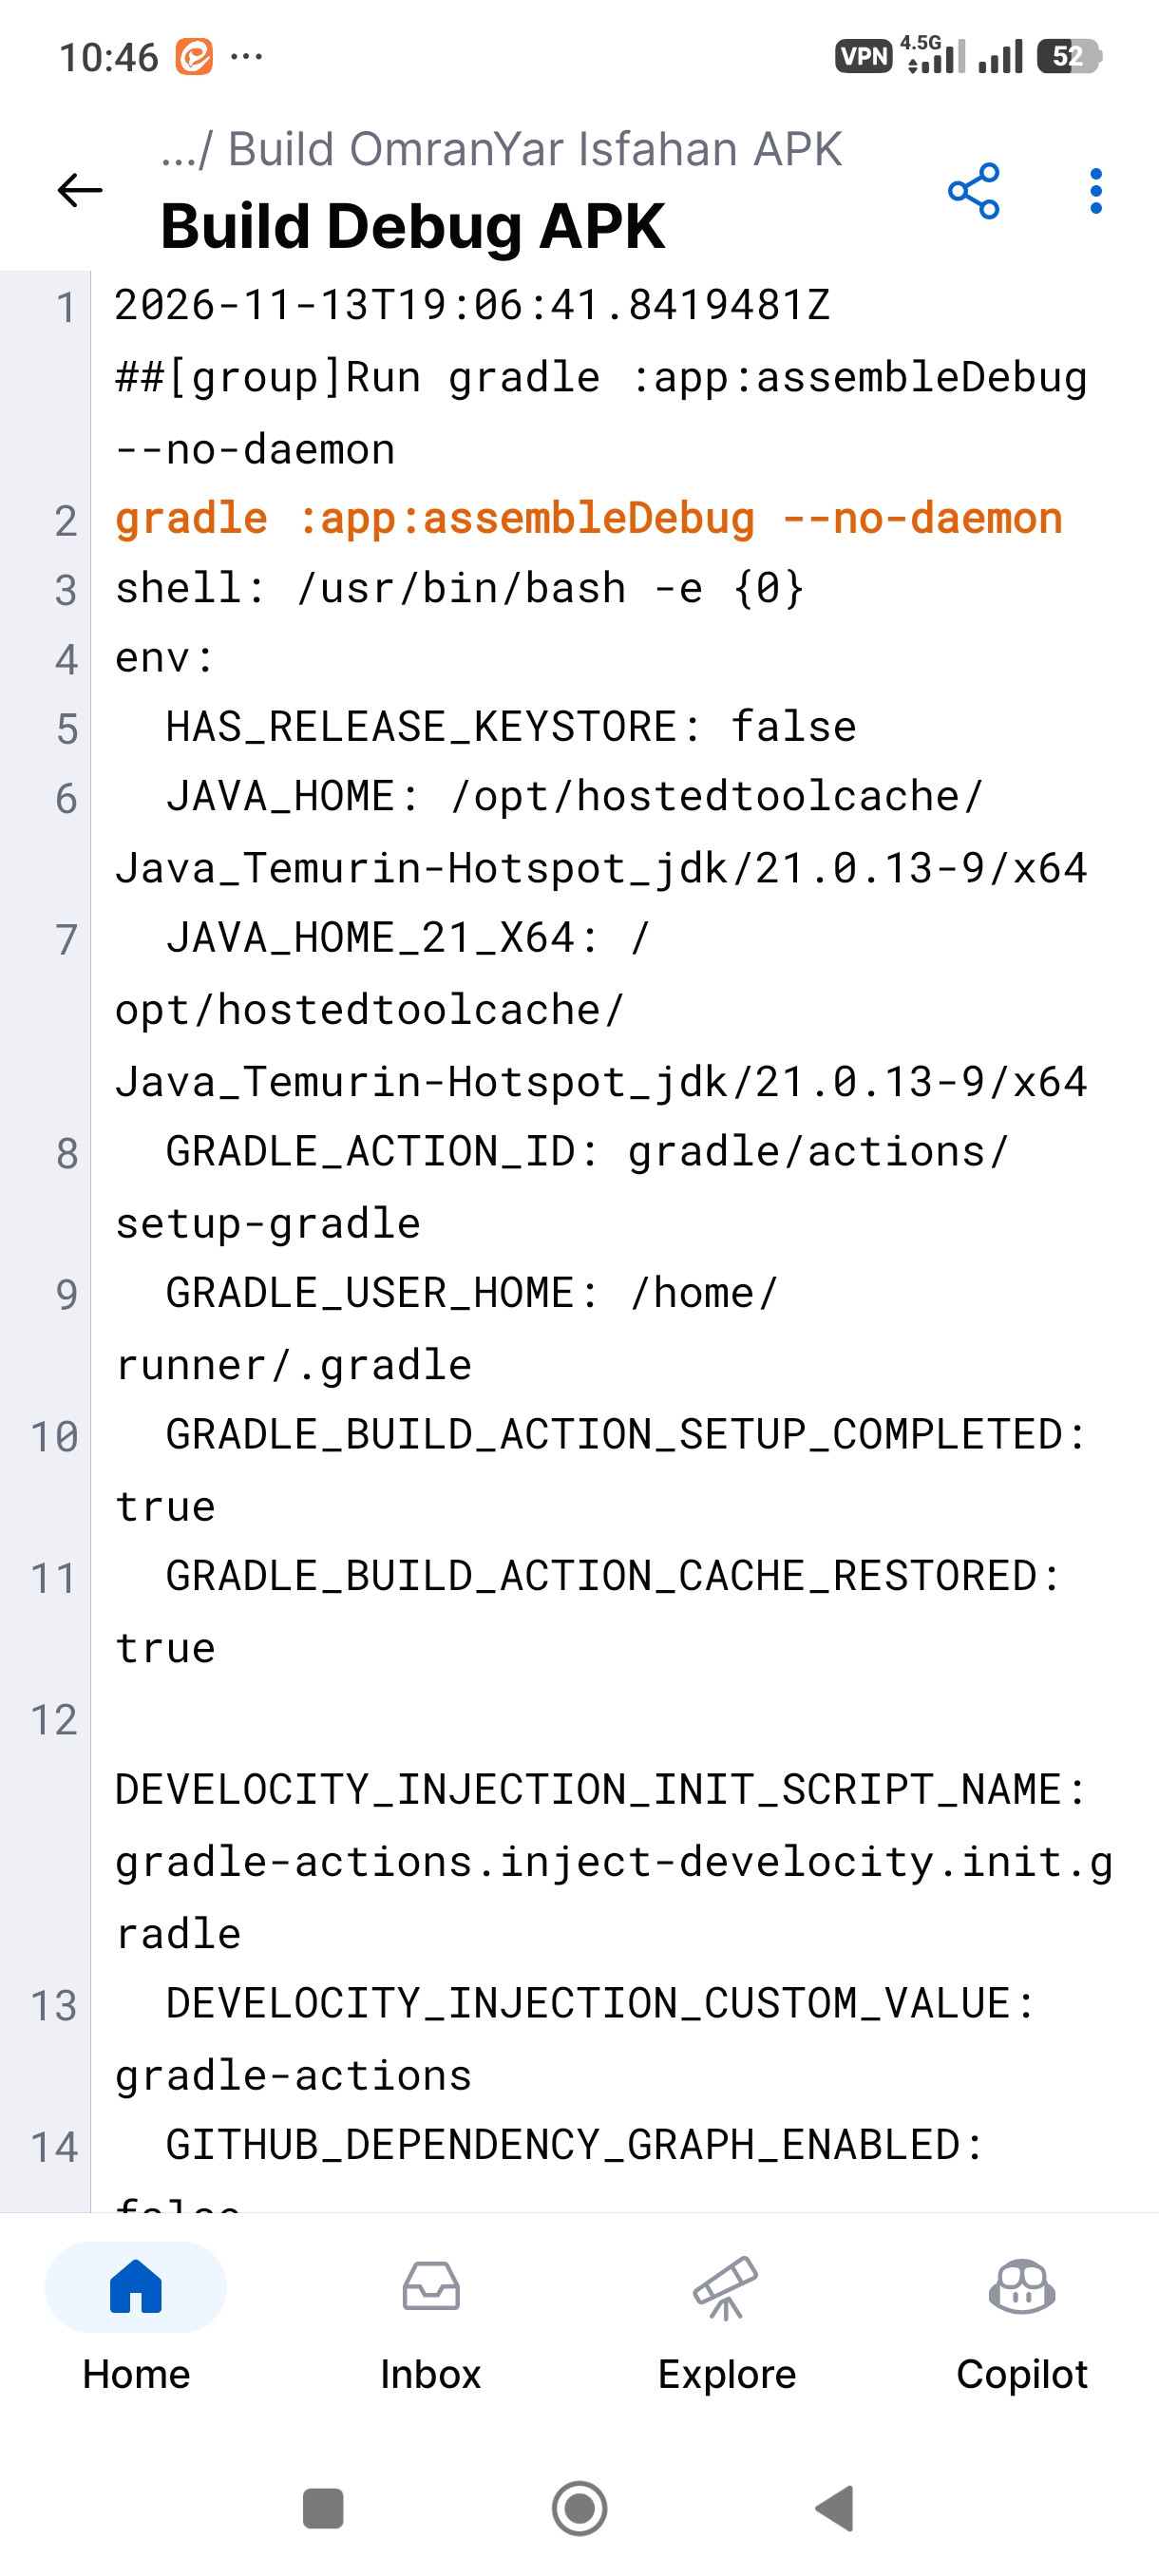 10:46 ... VPN 4.5G 52
.../ Build OmranYar Isfahan APK
Build Debug APK
1 2026-11-13T19:06:41.8419481Z
##[group]Run gradle :app:assembleDebug
--no-daemon
2 gradle :app:assembleDebug --no-daemon
3 shell: /usr/bin/bash -e {0}
4 env:
5 HAS_RELEASE_KEYSTORE: false
6 JAVA_HOME: /opt/hostedtoolcache/
Java_Temurin-Hotspot_jdk/21.0.13-9/x64
7 JAVA_HOME_21_X64: /
opt/hostedtoolcache/
Java_Temurin-Hotspot_jdk/21.0.13-9/x64
8 GRADLE_ACTION_ID: gradle/actions/
setup-gradle
9 GRADLE_USER_HOME: /home/
runner/.gradle
10 GRADLE_BUILD_ACTION_SETUP_COMPLETED:
true
11 GRADLE_BUILD_ACTION_CACHE_RESTORED:
true
12
DEVELOCITY_INJECTION_INIT_SCRIPT_NAME:
gradle-actions.inject-develocity.init.g
radle
13 DEVELOCITY_INJECTION_CUSTOM_VALUE:
gradle-actions
14 GITHUB_DEPENDENCY_GRAPH_ENABLED:
false
Home Inbox Explore Copilot